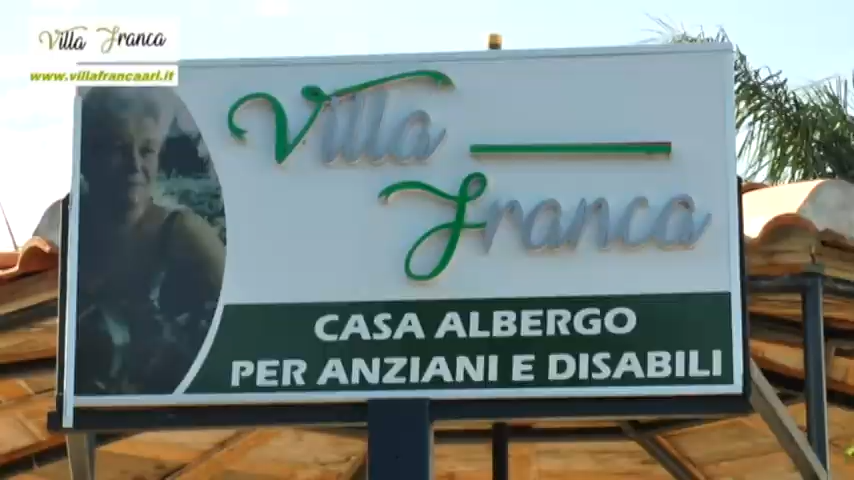 Villa Franca
www.villafrancaarl.it
Villa
Franca
CASA ALBERGO
PER ANZIANI E DISABILI